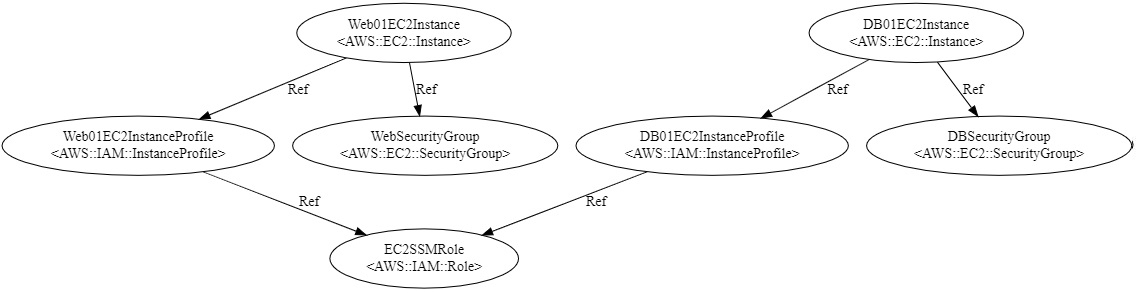 Web01EC2Instance
<AWS::EC2::Instance>
DB01EC2Instance
<AWS::EC2::Instance>
Ref
Ref
Ref
Ref
Web01EC2InstanceProfile
<AWS::IAM::InstanceProfile>
WebSecurityGroup
<AWS::EC2::SecurityGroup>
DB01EC2InstanceProfile
<AWS::IAM::InstanceProfile>
DBSecurityGroup
<AWS::EC2::SecurityGroup>
Ref
Ref
EC2SSMRole
<AWS::IAM::Role>